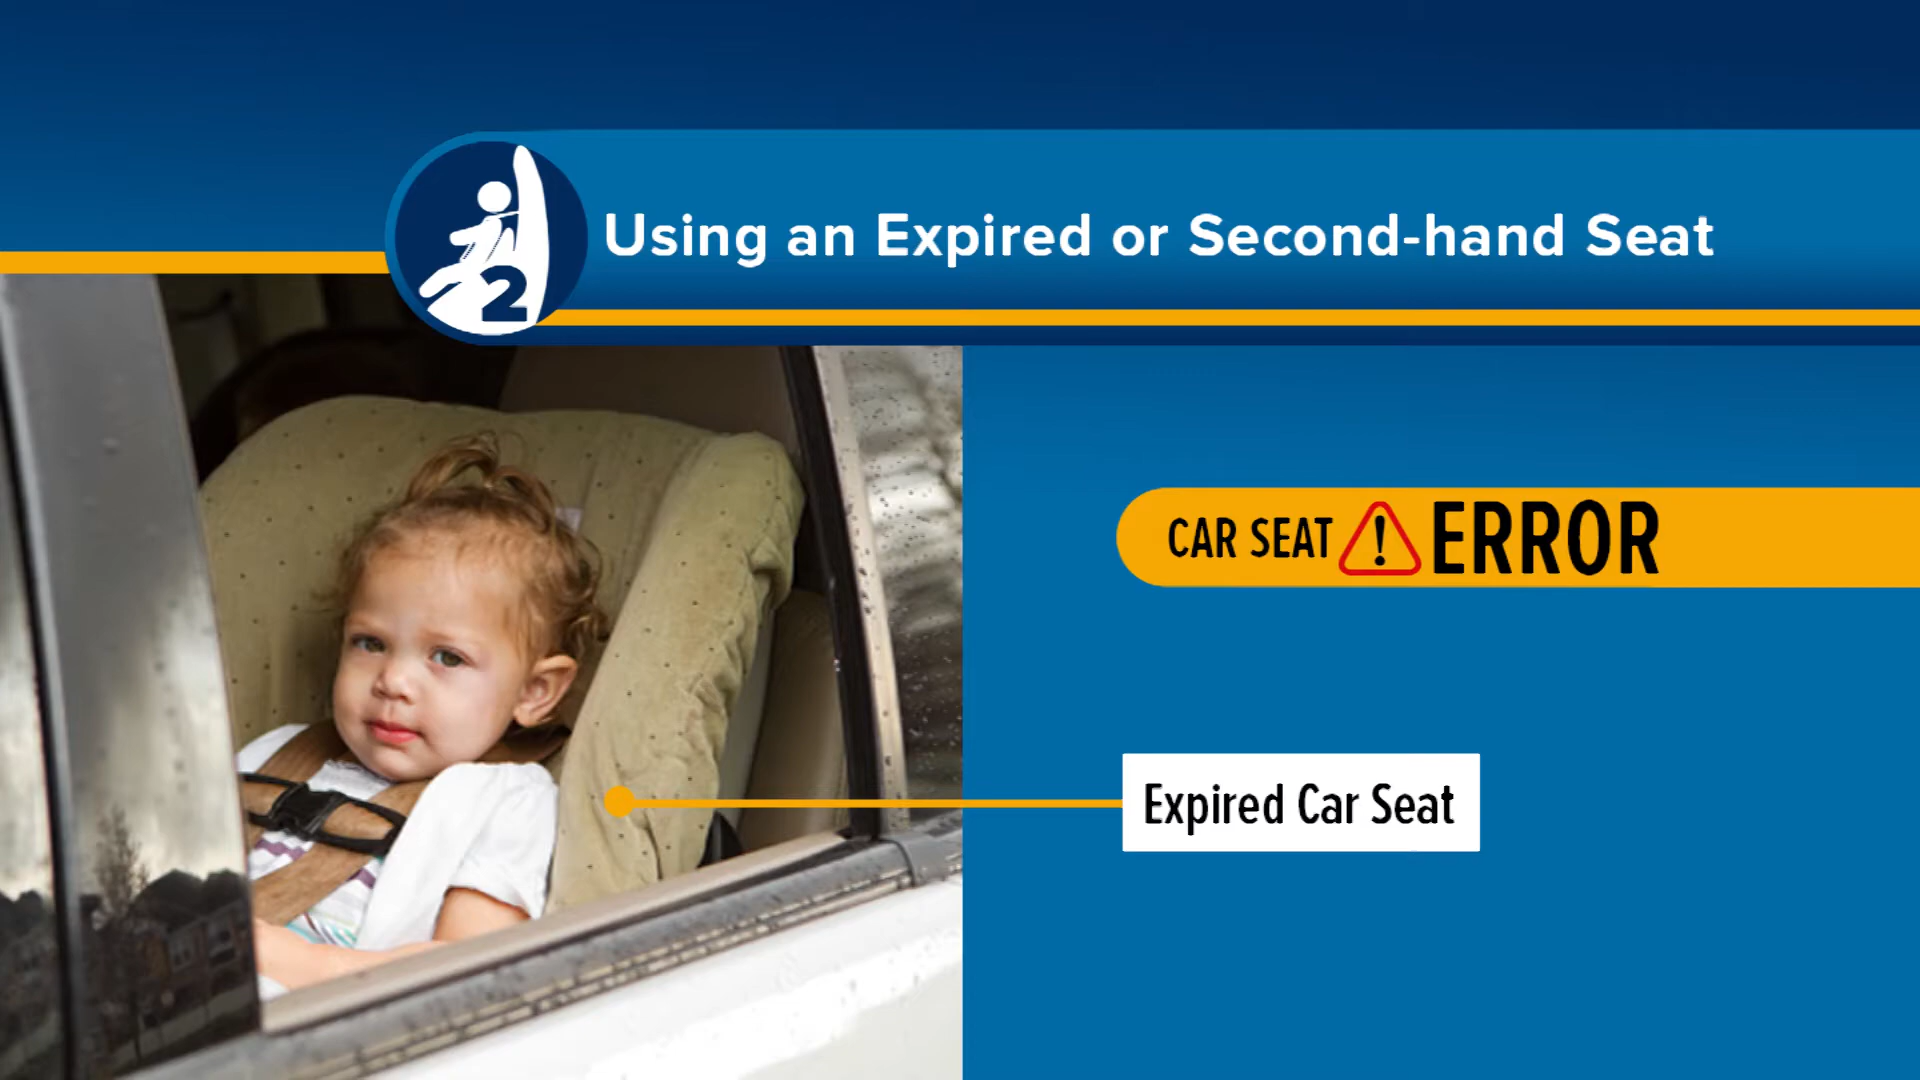 2
Using an Expired or Second-hand Seat
CAR SEAT ! ERROR
Expired Car Seat